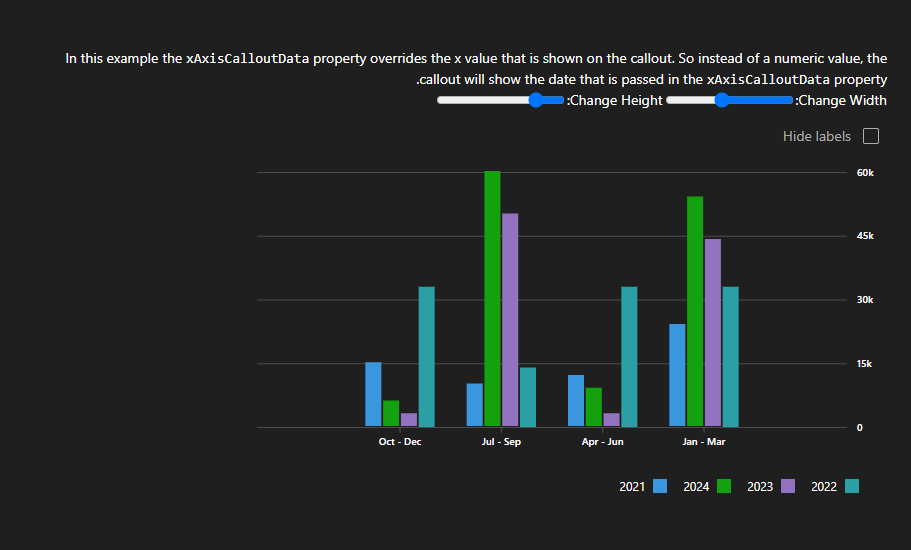 In this example the xAxisCalloutData property overrides the x value that is shown on the callout. So instead of a numeric value, the
.callout will show the date that is passed in the xAxisCalloutData property
:Change Height :Change Width
Hide labels
60k
45k
30k
15k
0
Oct - Dec Jul - Sep Apr - Jun Jan - Mar
2021 2024 2023 2022